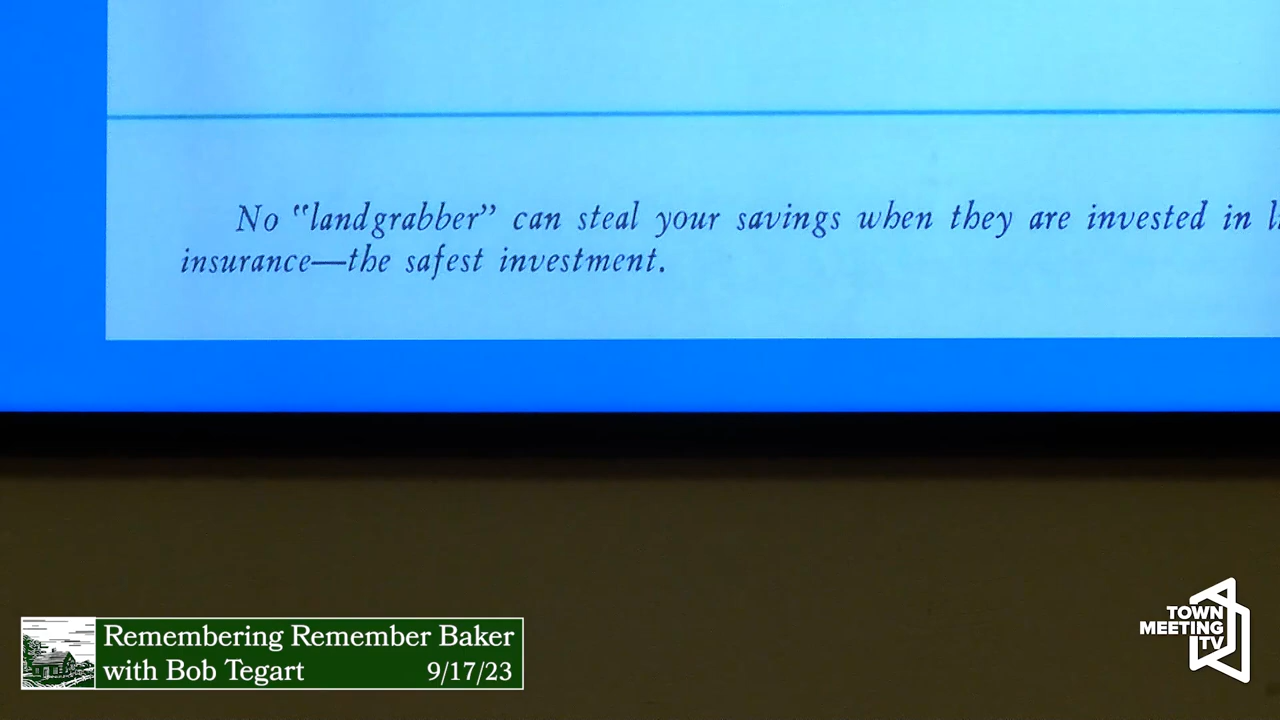 No “landgrabber” can steal your savings when they are invested in
insurance—the safest investment.
Remembering Remember Baker
with Bob Tegart 9/17/23
TOWN
MEETING
TV